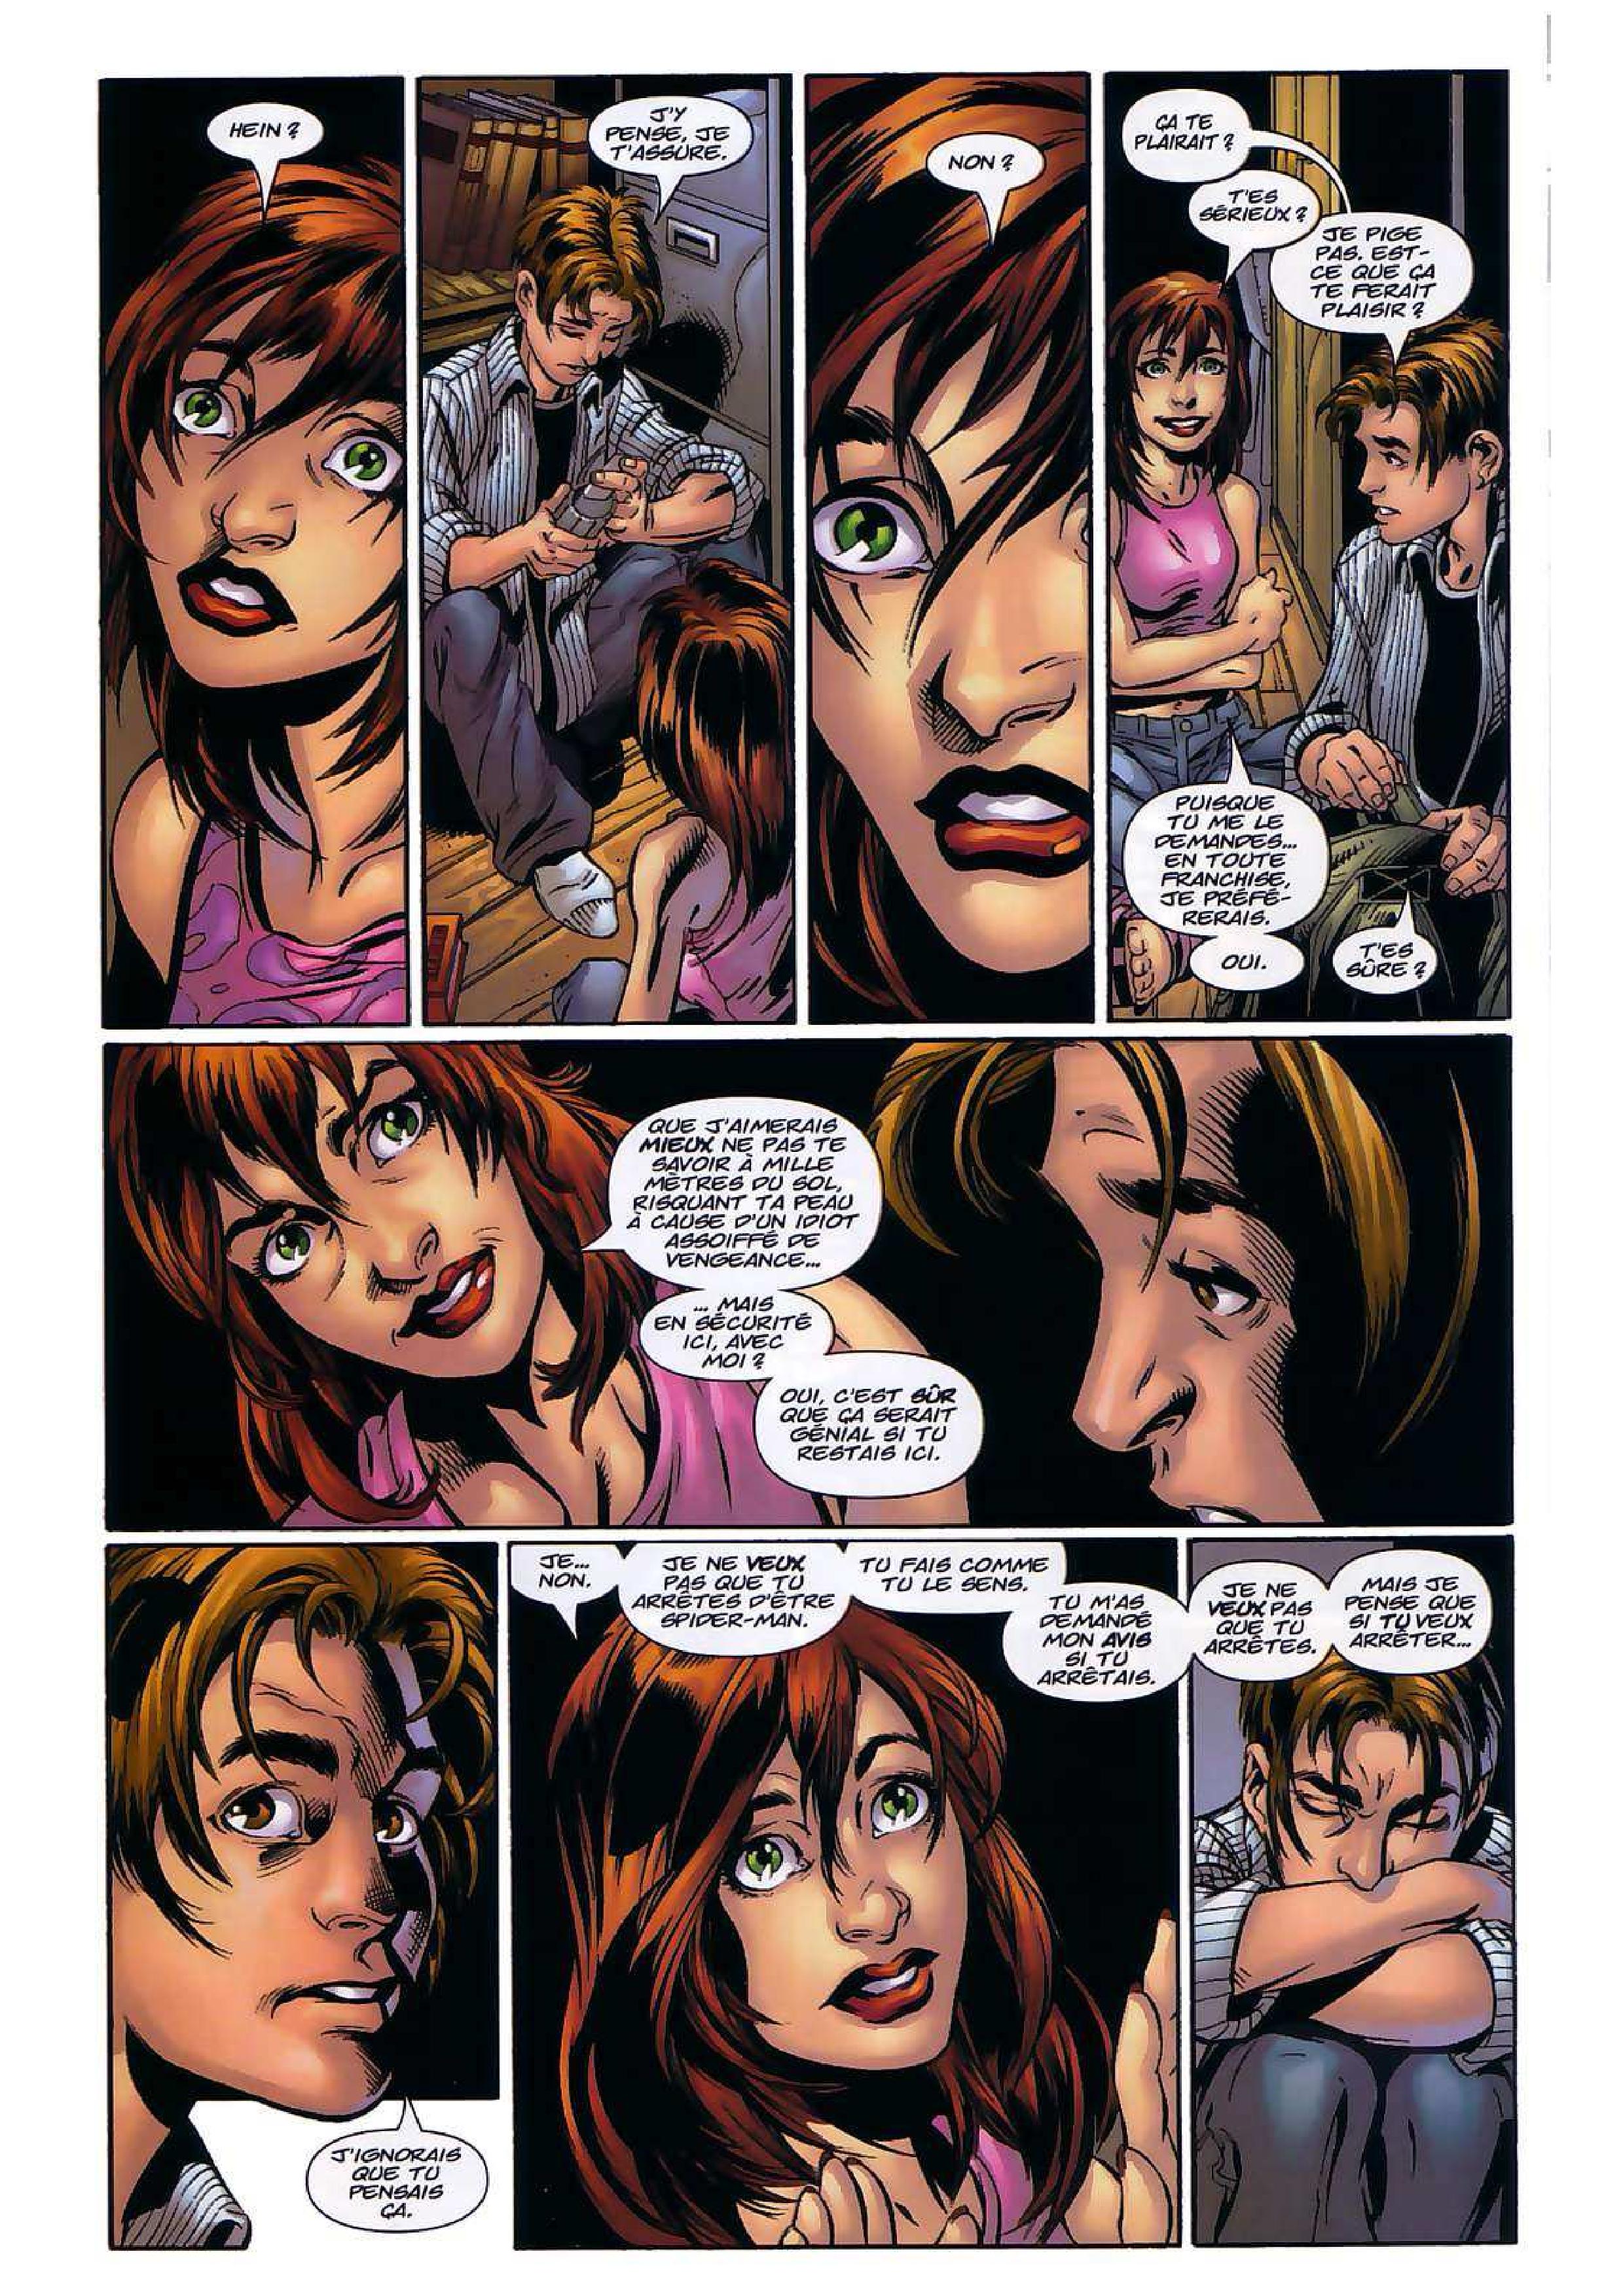 HEIN ?
J'Y
PENSE, JE
T'ASSURE.
NON ?
ÇA TE
PLAIRAIT ?
T'ES
SÉRIEUX ?
JE PIGE
PAS. EST-
CE QUE ÇA
TE FERAIT
PLAISIR ?
PUISQUE
TU ME LE
DEMANDES...
EN TOUTE
FRANCHISE,
JE PRÉFÉ-
RERAIS.
OUI.
T'ES
SÛRE ?
QUE J'AIMERAIS
MIEUX NE PAS TE
SAVOIR À MILLE
MÈTRES DU SOL,
RISQUANT TA PEAU
À CAUSE D'UN IDIOT
ASSOIFFÉ DE
VENGEANCE...
... MAIS
EN SÉCURITÉ
ICI, AVEC
MOI ?
OUI, C'EST SÛR
QUE ÇA SERAIT
GÉNIAL SI TU
RESTAIS ICI.
J'IGNORAIS
QUE TU
PENSAIS
ÇA.
JE...
NON.
JE NE VEUX
PAS QUE TU
ARRÊTES D'ÊTRE
SPIDER-MAN.
TU FAIS COMME
TU LE SENS.
TU M'AS
DEMANDÉ
MON AVIS
SI TU
ARRÊTAIS.
JE NE
VEUX PAS
QUE TU
ARRÊTES.
MAIS JE
PENSE QUE
SI TU VEUX
ARRÊTER...